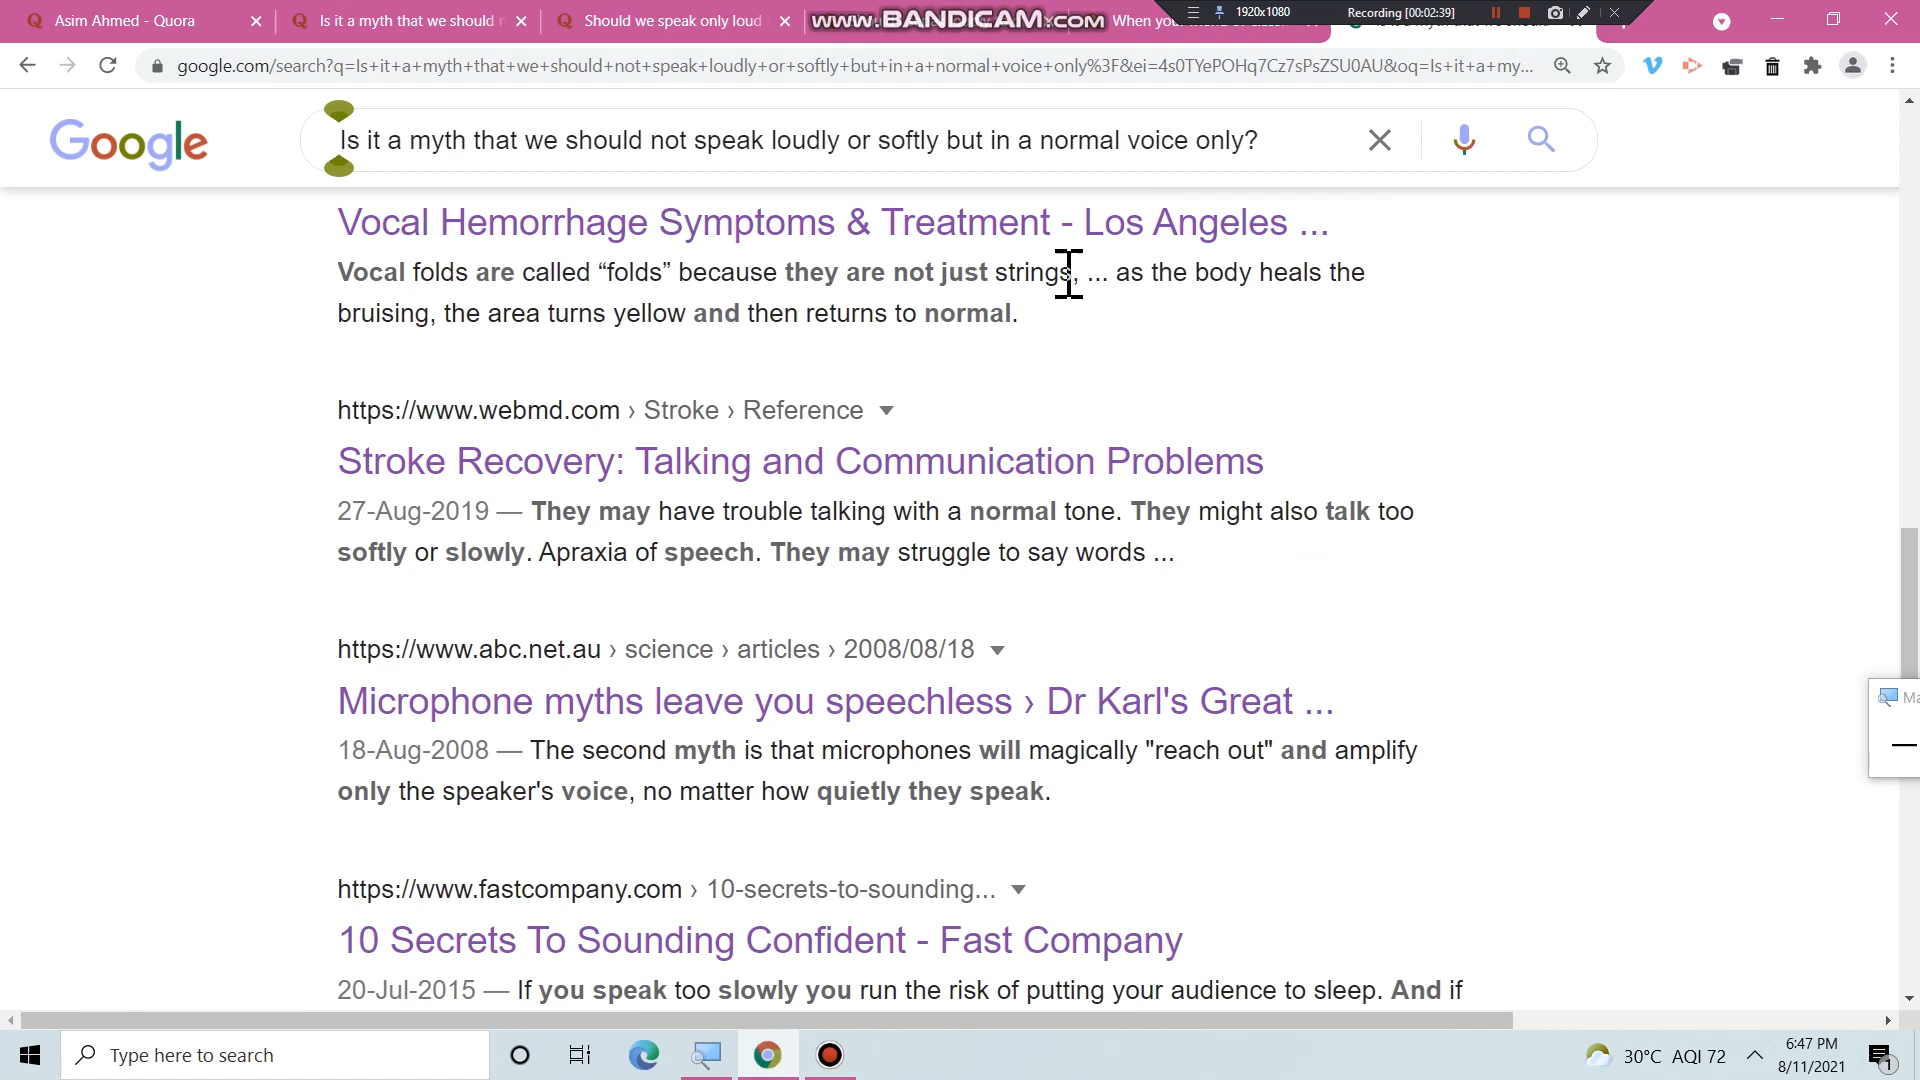 Asim Ahmed - Quora
Is it a myth that we should
Should we speak only loud
www.BANDICAM.com
When you
1920x1080
Recording [00:02:39]
google.com/search?q=Is+it+a+myth+that+we+should+not+speak+loudly+or+softly+but+in+a+normal+voice+only%3F&ei=4s0TYePOHq7Cz7sPsZSU0AU&oq=Is+it+a+my...
Google
Is it a myth that we should not speak loudly or softly but in a normal voice only?
Vocal Hemorrhage Symptoms & Treatment - Los Angeles ...
Vocal folds are called “folds” because they are not just strings, ... as the body heals the
bruising, the area turns yellow and then returns to normal.
https://www.webmd.com › Stroke › Reference
Stroke Recovery: Talking and Communication Problems
27-Aug-2019 — They may have trouble talking with a normal tone. They might also talk too
softly or slowly. Apraxia of speech. They may struggle to say words ...
https://www.abc.net.au › science › articles › 2008/08/18
Microphone myths leave you speechless › Dr Karl's Great ...
18-Aug-2008 — The second myth is that microphones will magically "reach out" and amplify
only the speaker's voice, no matter how quietly they speak.
Ma
https://www.fastcompany.com › 10-secrets-to-sounding...
10 Secrets To Sounding Confident - Fast Company
20-Jul-2015 — If you speak too slowly you run the risk of putting your audience to sleep. And if
Type here to search
30°C AQI 72
6:47 PM
8/11/2021
1